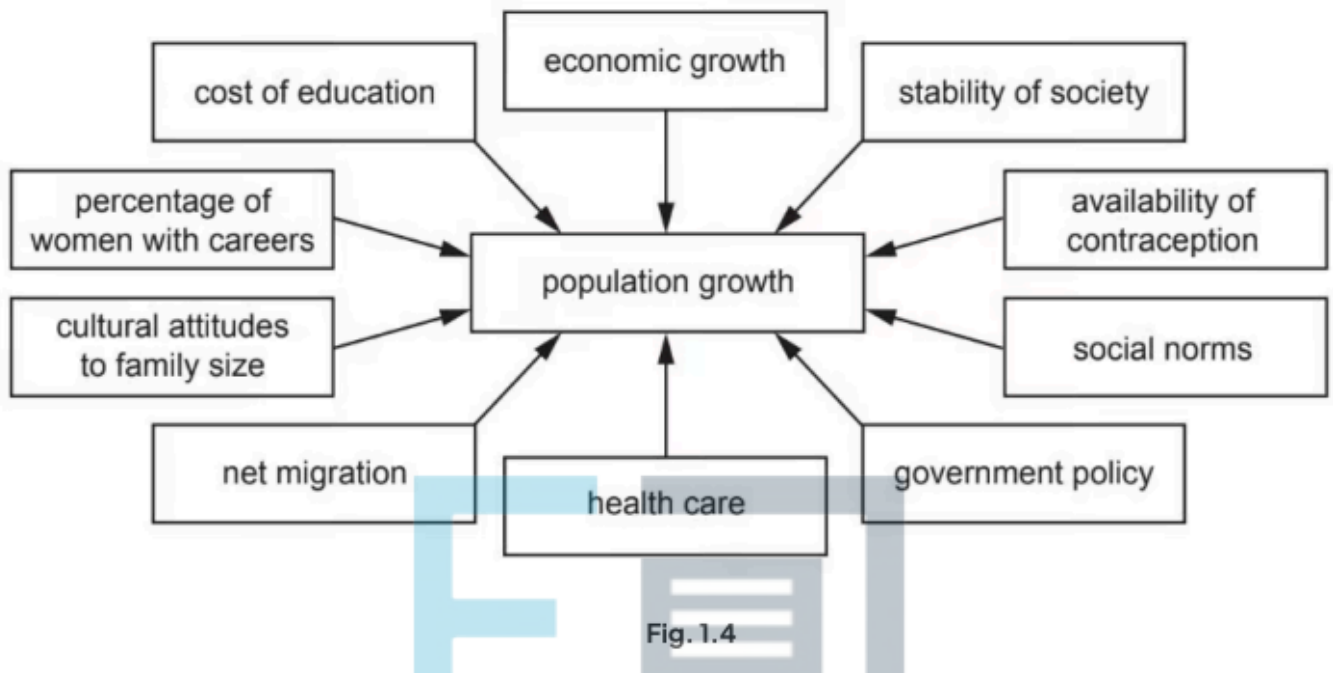 economic growth
cost of education
stability of society
percentage of
women with careers
availability of
contraception
population growth
cultural attitudes
to family size
social norms
net migration
health care
government policy
Fig. 1.4